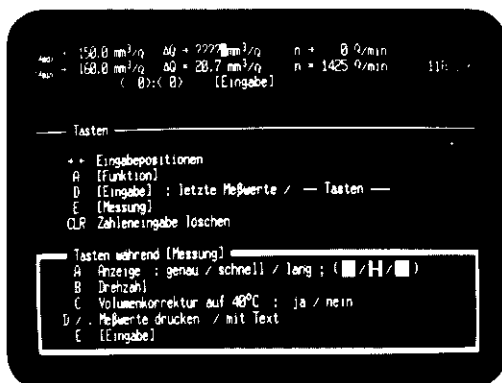 150.0 mm³/ ΔQ + ???? mm³/ n + 0 /min
160.0 mm³/ ΔQ = 20.7 mm³/ n = 1425 /min
( 0):( 0) [Eingabe]
Tasten
Eingabepositionen
A [Funktion]
D [Eingabe] : letzte Meßwerte / — Tasten —
E [Messung]
CLR Zahleneingabe löschen
Tasten während [Messung]
A Anzeige : genau / schnell / lang ; ( / / )
B Drehzahl
C Volumenkorrektur auf 40°C : ja / nein
D / . Meßwerte drucken / mit Text
E [Eingabe]